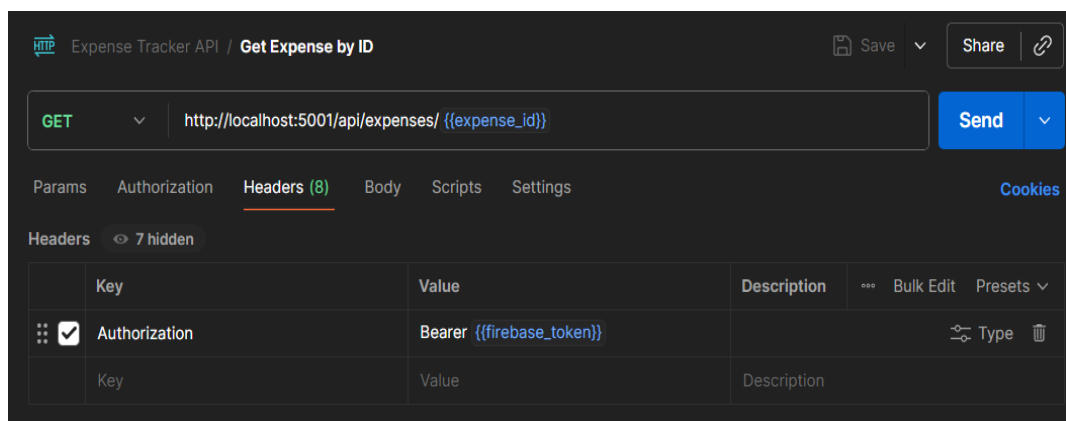 HTTP Expense Tracker API / Get Expense by ID Save Share
GET http://localhost:5001/api/expenses/ {{expense_id}} Send
Params Authorization Headers (8) Body Scripts Settings Cookies
Headers 7 hidden
Key Value Description Bulk Edit Presets
Authorization Bearer {{firebase_token}} Type
Key Value Description